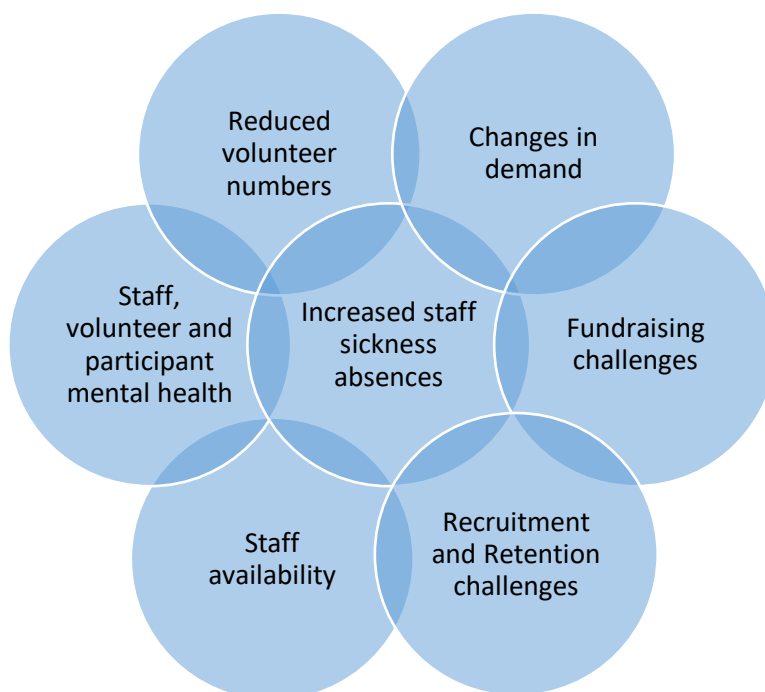 Reduced
volunteer
numbers
Changes in
demand
Staff,
volunteer and
participant
mental health
Increased staff
sickness
absences
Fundraising
challenges
Staff
availability
Recruitment
and Retention
challenges